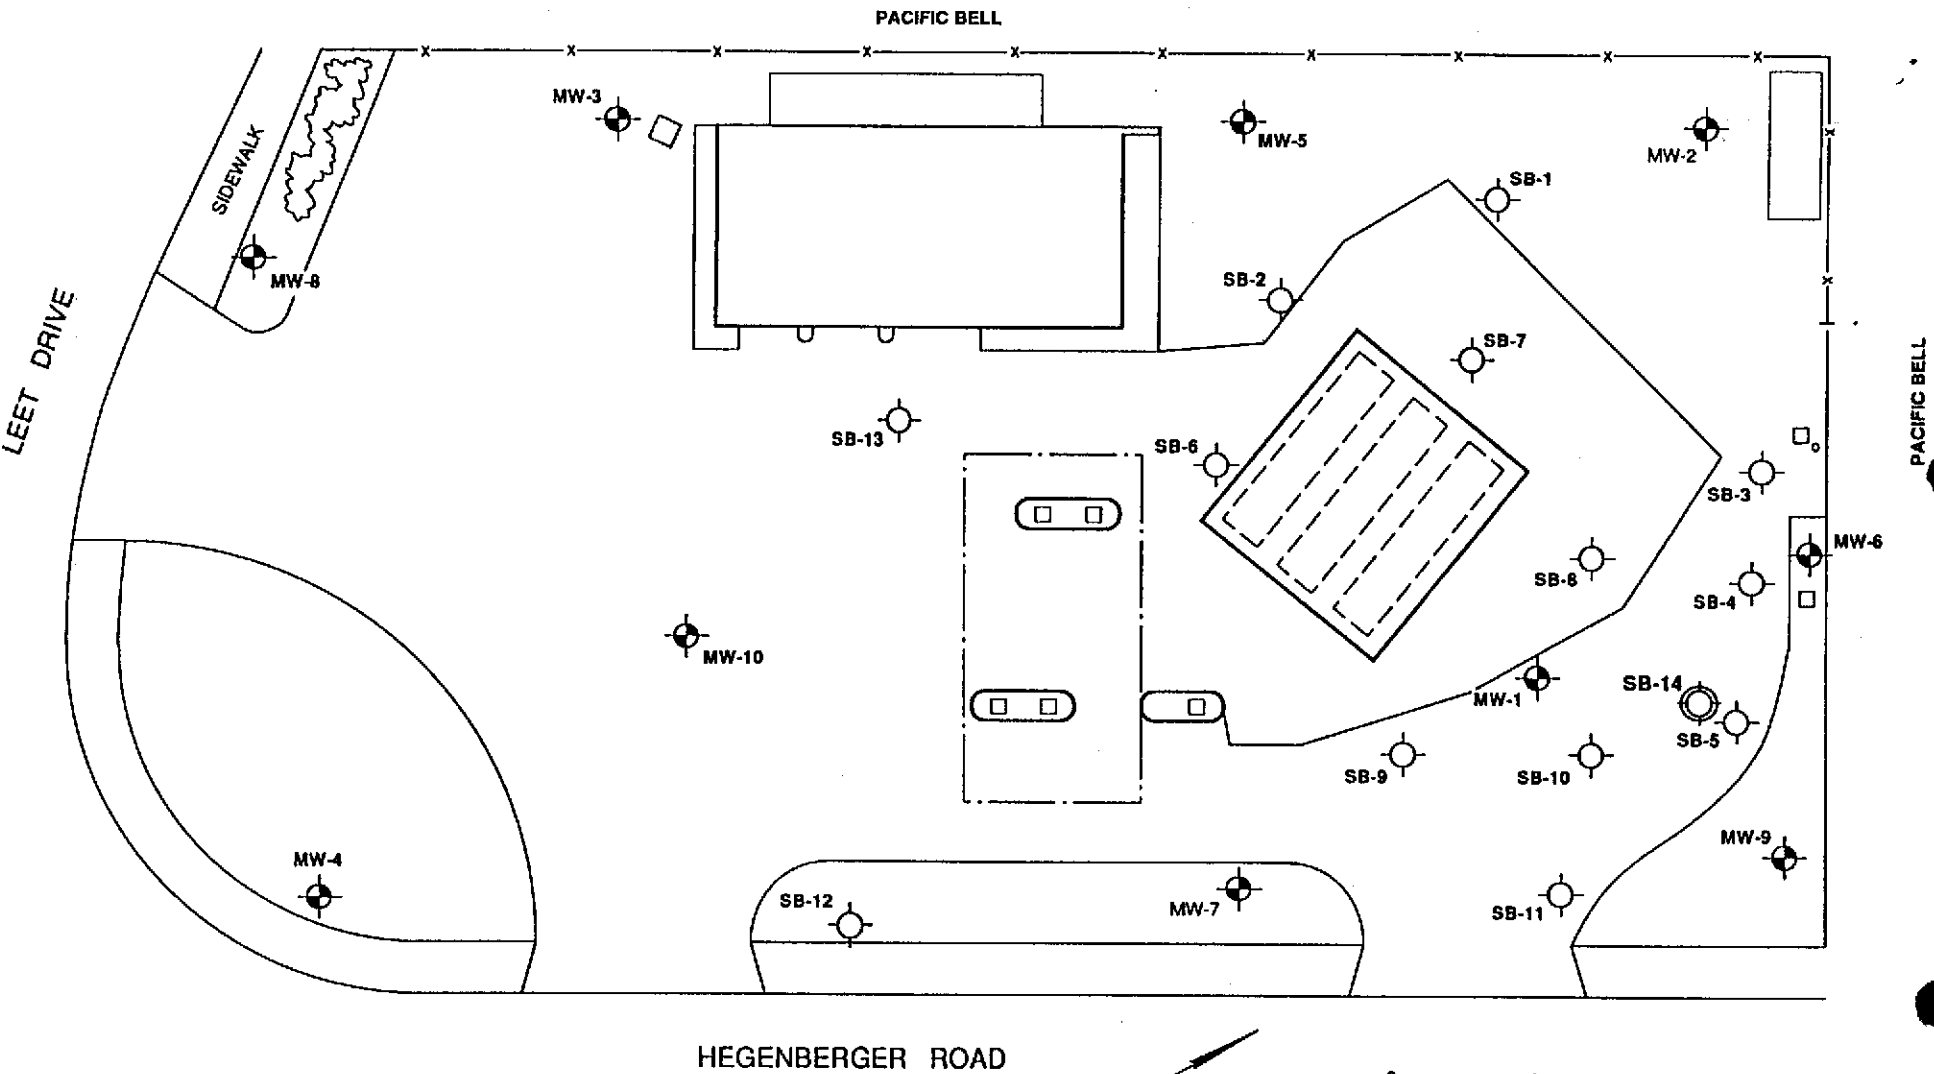 PACIFIC BELL
MW-3
MW-5
MW-2
SIDEWALK
SB-1
MW-8
SB-2
LEET DRIVE
SB-7
PACIFIC BELL
SB-13
SB-6
SB-3
MW-6
SB-8
SB-4
MW-10
SB-14
MW-1
SB-5
SB-9
SB-10
MW-9
MW-4
SB-12
MW-7
SB-11
HEGENBERGER ROAD